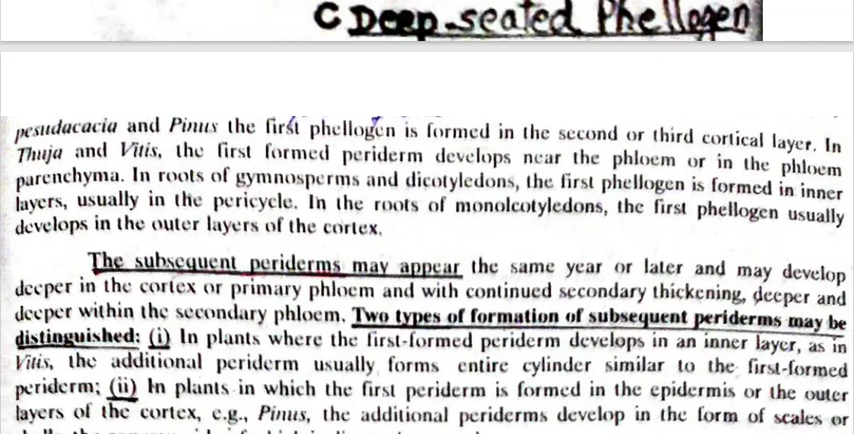 C Deep-seated Phellogen
pesudacacia and Pinus the first phellogen is formed in the second or third cortical layer. In
Thuja and Vitis, the first formed periderm develops near the phloem or in the phloem
parenchyma. In roots of gymnosperms and dicotyledons, the first phellogen is formed in inner
layers, usually in the pericycle. In the roots of monolcotyledons, the first phellogen usually
develops in the outer layers of the cortex.
The subsequent periderms may appear the same year or later and may develop
deeper in the cortex or primary phloem and with continued secondary thickening, deeper and
deeper within the secondary phloem. Two types of formation of subsequent periderms may be
distinguished: (i) In plants where the first-formed periderm develops in an inner layer, as in
Vitis, the additional periderm usually forms entire cylinder similar to the first-formed
periderm; (ii) In plants in which the first periderm is formed in the epidermis or the outer
layers of the cortex, e.g., Pinus, the additional periderms develop in the form of scales or